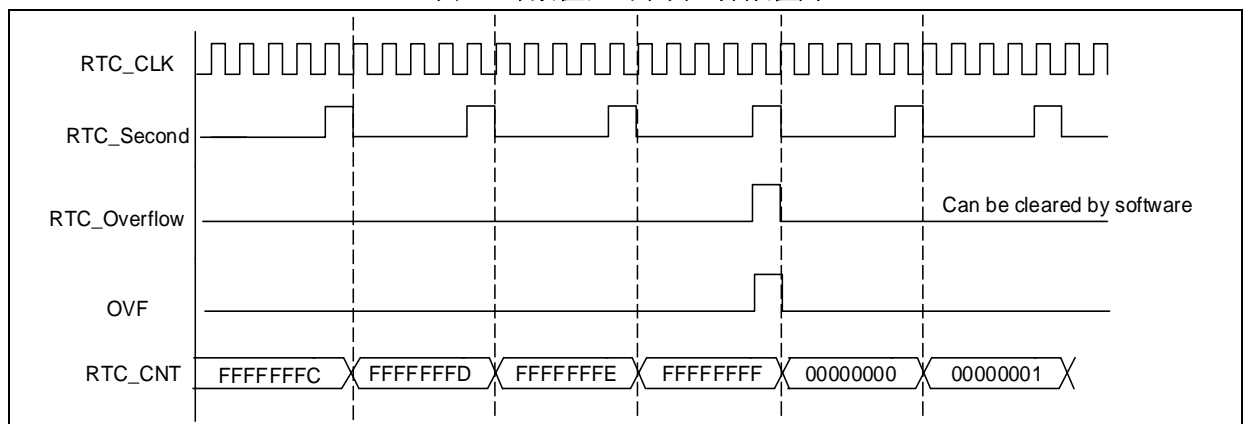 RTC_CLK
RTC_Second
RTC_Overflow
Can be cleared by software
OVF
RTC_CNT FFFFFFFC FFFFFFFD FFFFFFFE FFFFFFFF 00000000 00000001